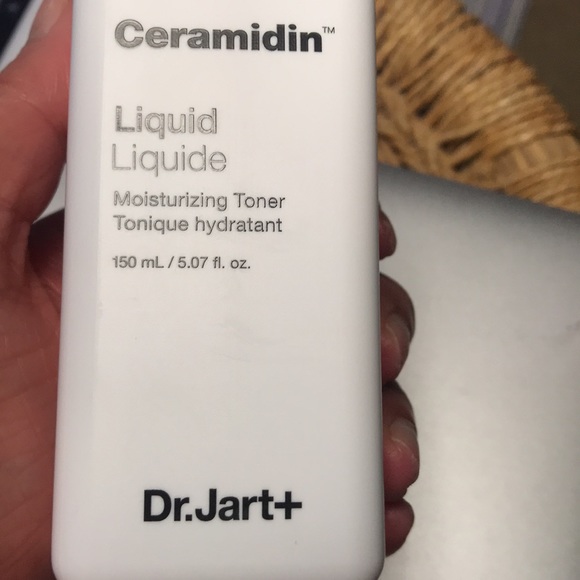 Ceramidin™
Liquid
Liquide
Moisturizing Toner
Tonique hydratant
150 mL / 5.07 fl. oz.
Dr.Jart+